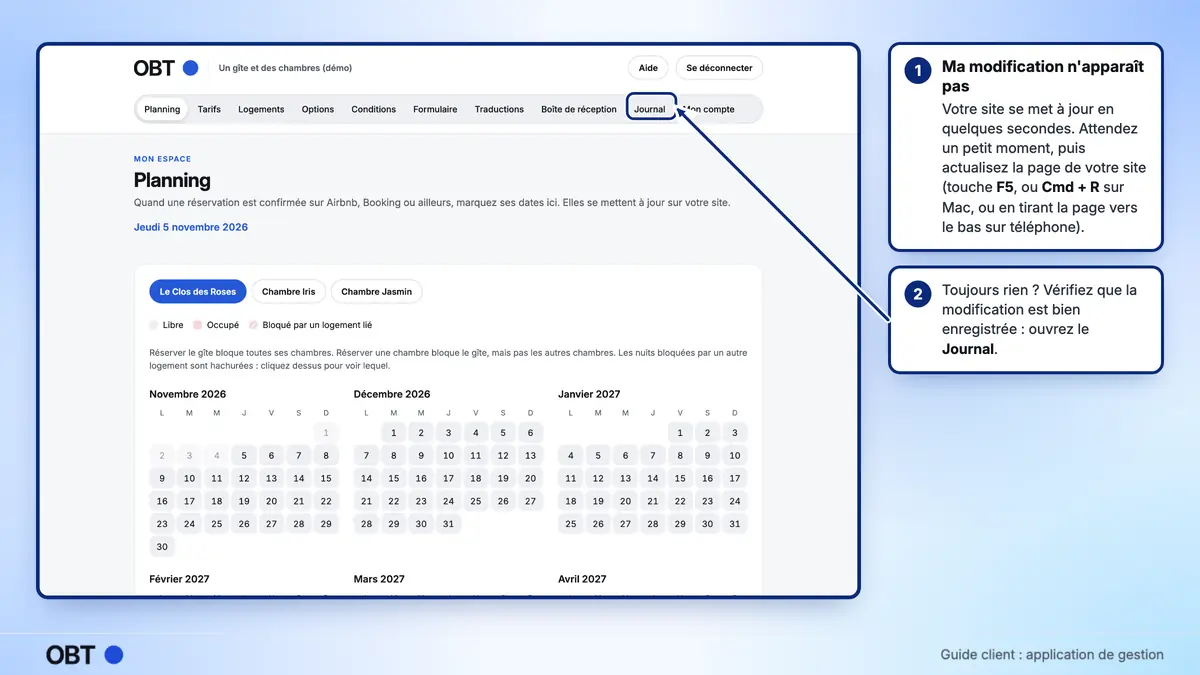 OBT
Un gîte et des chambres (démo)
Aide
Se déconnecter
Planning
Tarifs
Logements
Options
Conditions
Formulaire
Traductions
Boîte de réception
Journal
Mon compte
MON ESPACE
Planning
Quand une réservation est confirmée sur Airbnb, Booking ou ailleurs, marquez ses dates ici. Elles se mettent à jour sur votre site.
Jeudi 5 novembre 2026
Le Clos des Roses
Chambre Iris
Chambre Jasmin
Libre
Occupé
Bloqué par un logement lié
Réserver le gîte bloque toutes ses chambres. Réserver une chambre bloque le gîte, mais pas les autres chambres. Les nuits bloquées par un autre
logement sont hachurées : cliquez dessus pour voir lequel.
Novembre 2026
L M M J V S D
1
2 3 4 5 6 7 8
9 10 11 12 13 14 15
16 17 18 19 20 21 22
23 24 25 26 27 28 29
30
Décembre 2026
L M M J V S D
1 2 3 4 5 6
7 8 9 10 11 12 13
14 15 16 17 18 19 20
21 22 23 24 25 26 27
28 29 30 31
Janvier 2027
L M M J V S D
1 2 3
4 5 6 7 8 9 10
11 12 13 14 15 16 17
18 19 20 21 22 23 24
25 26 27 28 29 30 31
Février 2027
Mars 2027
Avril 2027
1
Ma modification n'apparaît
pas
Votre site se met à jour en
quelques secondes. Attendez
un petit moment, puis
actualisez la page de votre site
(touche F5, ou Cmd + R sur
Mac, ou en tirant la page vers
le bas sur téléphone).
2
Toujours rien ? Vérifiez que la
modification est bien
enregistrée : ouvrez le
Journal.
OBT
Guide client : application de gestion